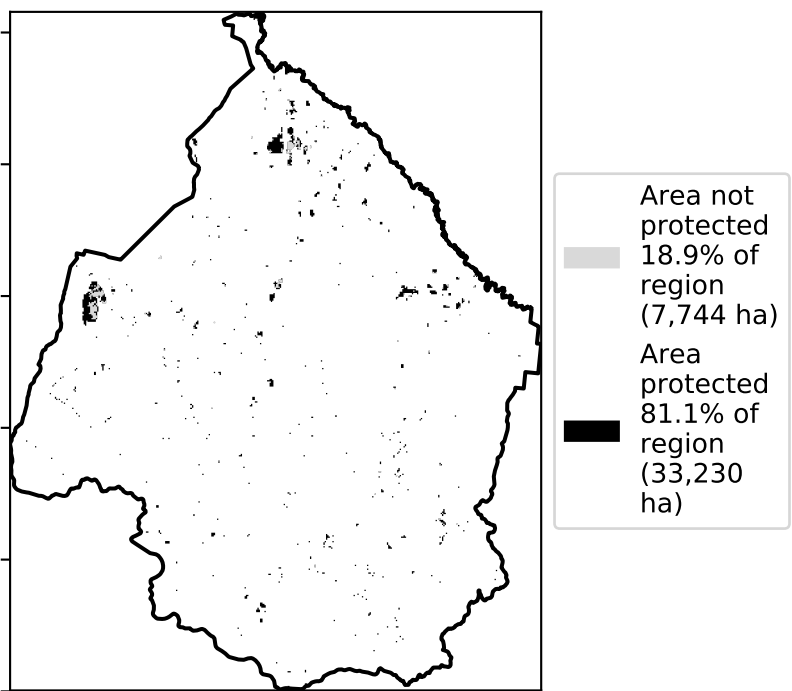 Area not
protected
18.9% of
region
(7,744 ha)
Area
protected
81.1% of
region
(33,230
ha)